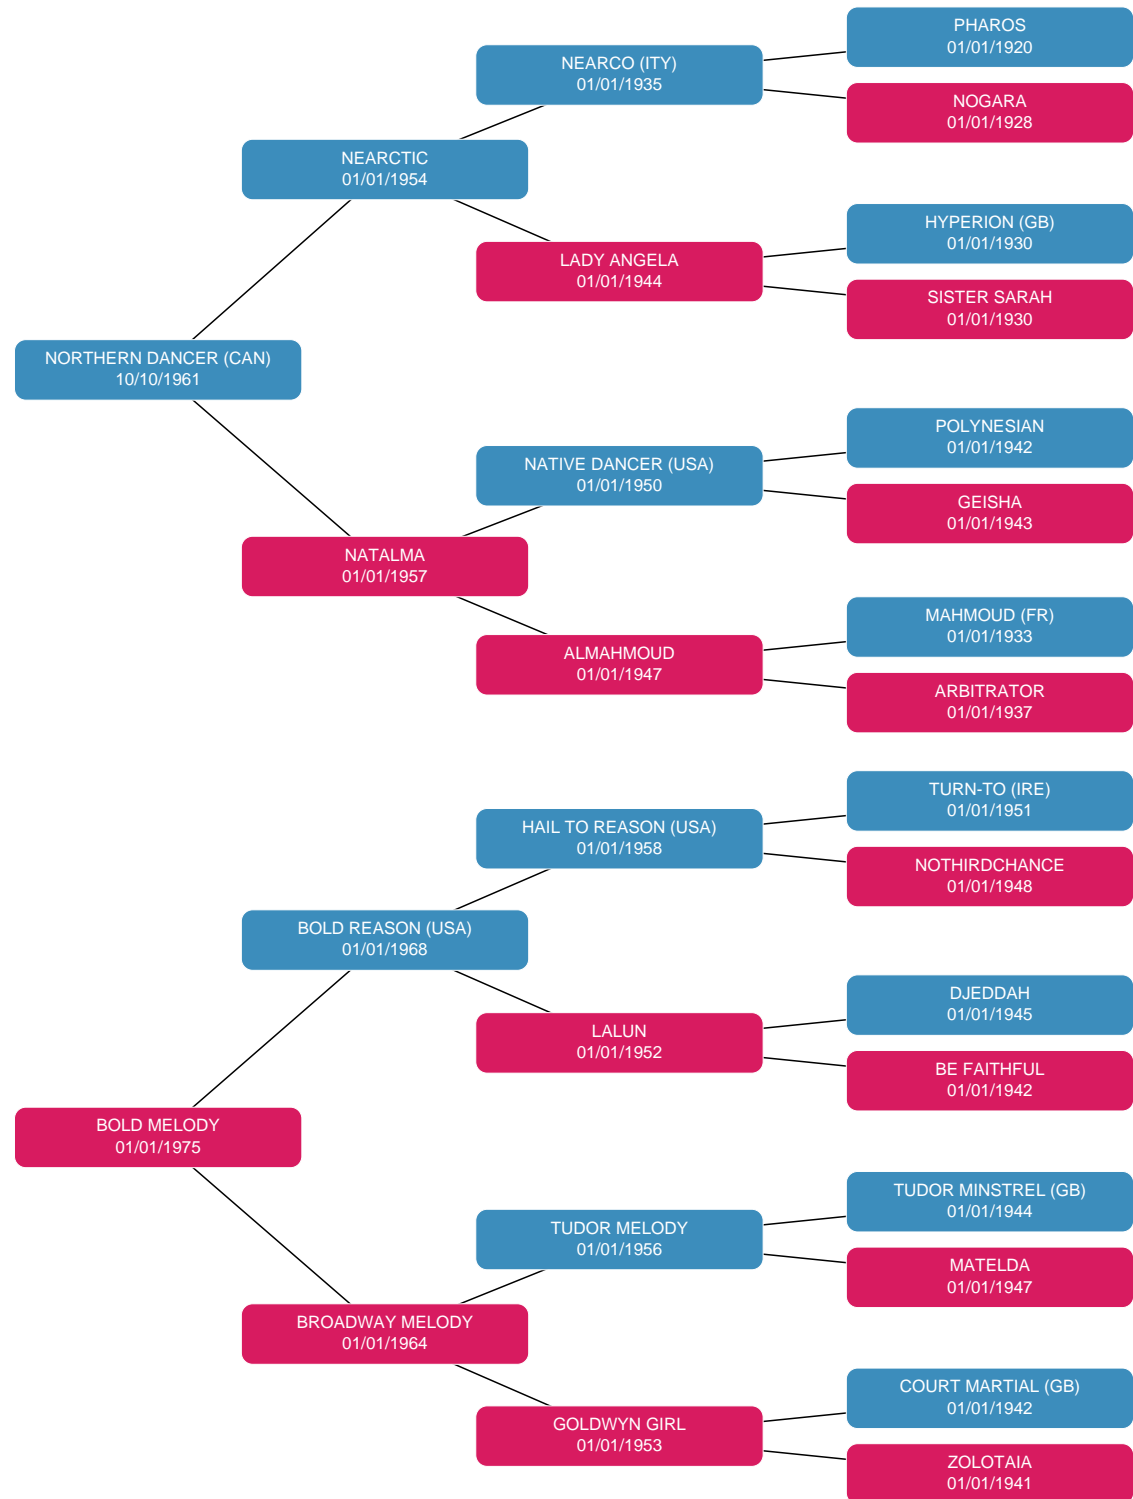 PHAROS
01/01/1920
NEARCO (ITY)
01/01/1935
NOGARA
01/01/1928
NEARCTIC
01/01/1954
HYPERION (GB)
01/01/1930
LADY ANGELA
01/01/1944
SISTER SARAH
01/01/1930
NORTHERN DANCER (CAN)
10/10/1961
POLYNESIAN
01/01/1942
NATIVE DANCER (USA)
01/01/1950
GEISHA
01/01/1943
NATALMA
01/01/1957
MAHMOUD (FR)
01/01/1933
ALMAHMOUD
01/01/1947
ARBITRATOR
01/01/1937
TURN-TO (IRE)
01/01/1951
HAIL TO REASON (USA)
01/01/1958
NOTHIRDCHANCE
01/01/1948
BOLD REASON (USA)
01/01/1968
DJEDDAH
01/01/1945
LALUN
01/01/1952
BE FAITHFUL
01/01/1942
BOLD MELODY
01/01/1975
TUDOR MINSTREL (GB)
01/01/1944
TUDOR MELODY
01/01/1956
MATELDA
01/01/1947
BROADWAY MELODY
01/01/1964
COURT MARTIAL (GB)
01/01/1942
GOLDWYN GIRL
01/01/1953
ZOLOTAIA
01/01/1941